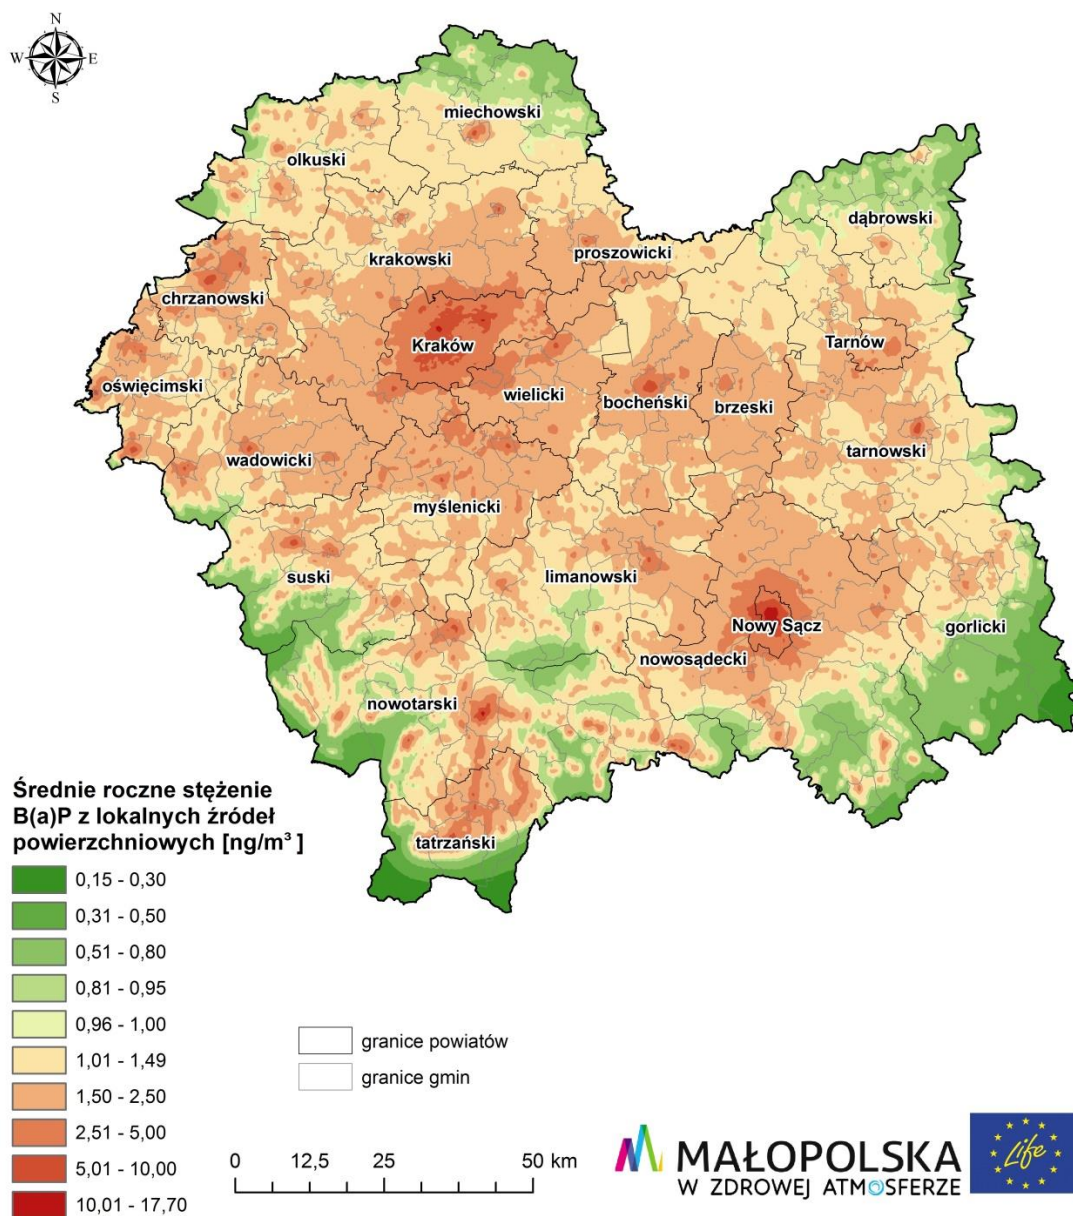 N
W E
S
miechowski
olkuski
dąbrowski
proszowicki
krakowski
chrzanowski
Kraków
Tarnów
oświęcimski
wielicki
bocheński
brzeski
tarnowski
wadowicki
myślenicki
suski
limanowski
Nowy Sącz
gorlicki
nowosądecki
nowotarski
tatrzański
Średnie roczne stężenie
B(a)P z lokalnych źródeł
powierzchniowych [ng/m³ ]
0,15 - 0,30
0,31 - 0,50
0,51 - 0,80
0,81 - 0,95
0,96 - 1,00
1,01 - 1,49
1,50 - 2,50
2,51 - 5,00
5,01 - 10,00
10,01 - 17,70
granice powiatów
granice gmin
0 12,5 25 50 km
MAŁOPOLSKA
W ZDROWEJ ATMOSFERZE
Life